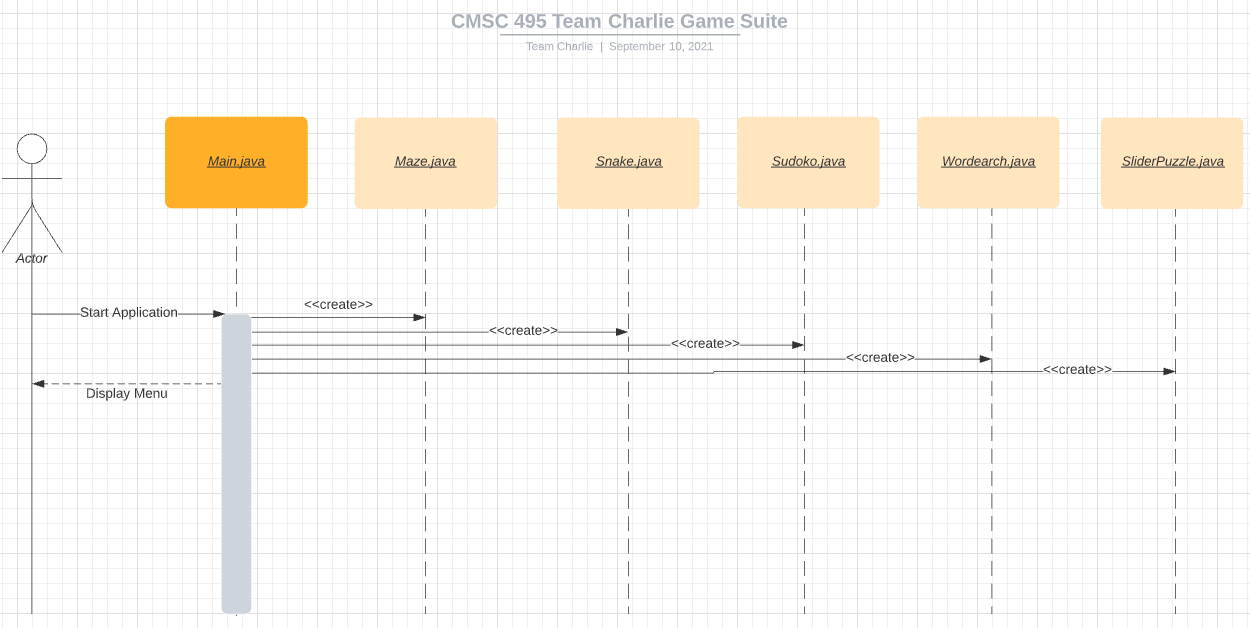 CMSC 495 Team Charlie Game Suite
Team Charlie | September 10, 2021
Main.java
Maze.java
Snake.java
Sudoko.java
Wordearch.java
SliderPuzzle.java
Actor
Start Application
<<create>>
<<create>>
<<create>>
<<create>>
<<create>>
Display Menu